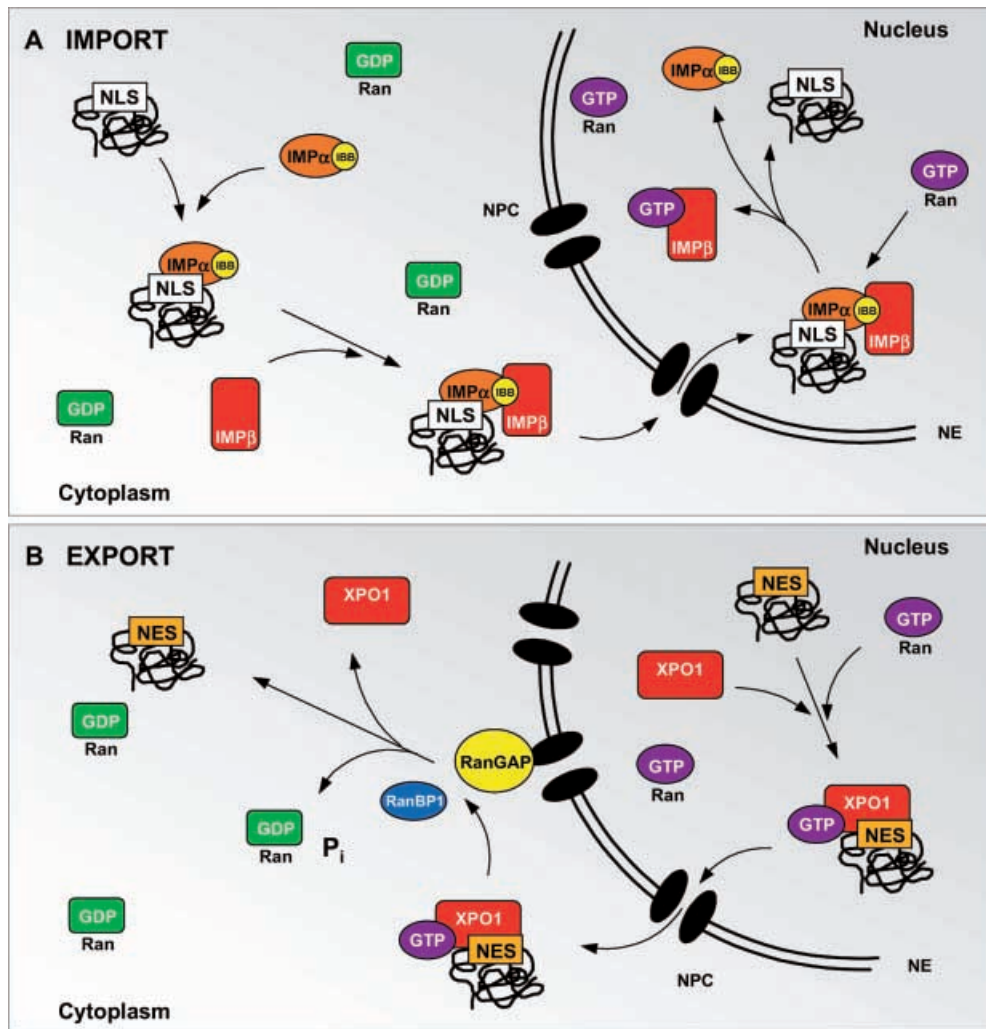 A IMPORT
Nucleus
GDP
Ran
NLS
IMPα IBB
IMPα IBB
NLS
GTP
Ran
GTP
Ran
NPC
GTP
IMPβ
IMPα IBB
NLS
GDP
Ran
IMPα IBB
NLS
IMPβ
GDP
Ran
IMPβ
IMPα IBB
NLS
IMPβ
NE
Cytoplasm
B EXPORT
Nucleus
XPO1
NES
NES
GTP
Ran
GDP
Ran
XPO1
RanGAP
GTP
Ran
RanBP1
GDP
Ran
Pi
XPO1
GTP
NES
GDP
Ran
XPO1
GTP
NES
NPC
NE
Cytoplasm